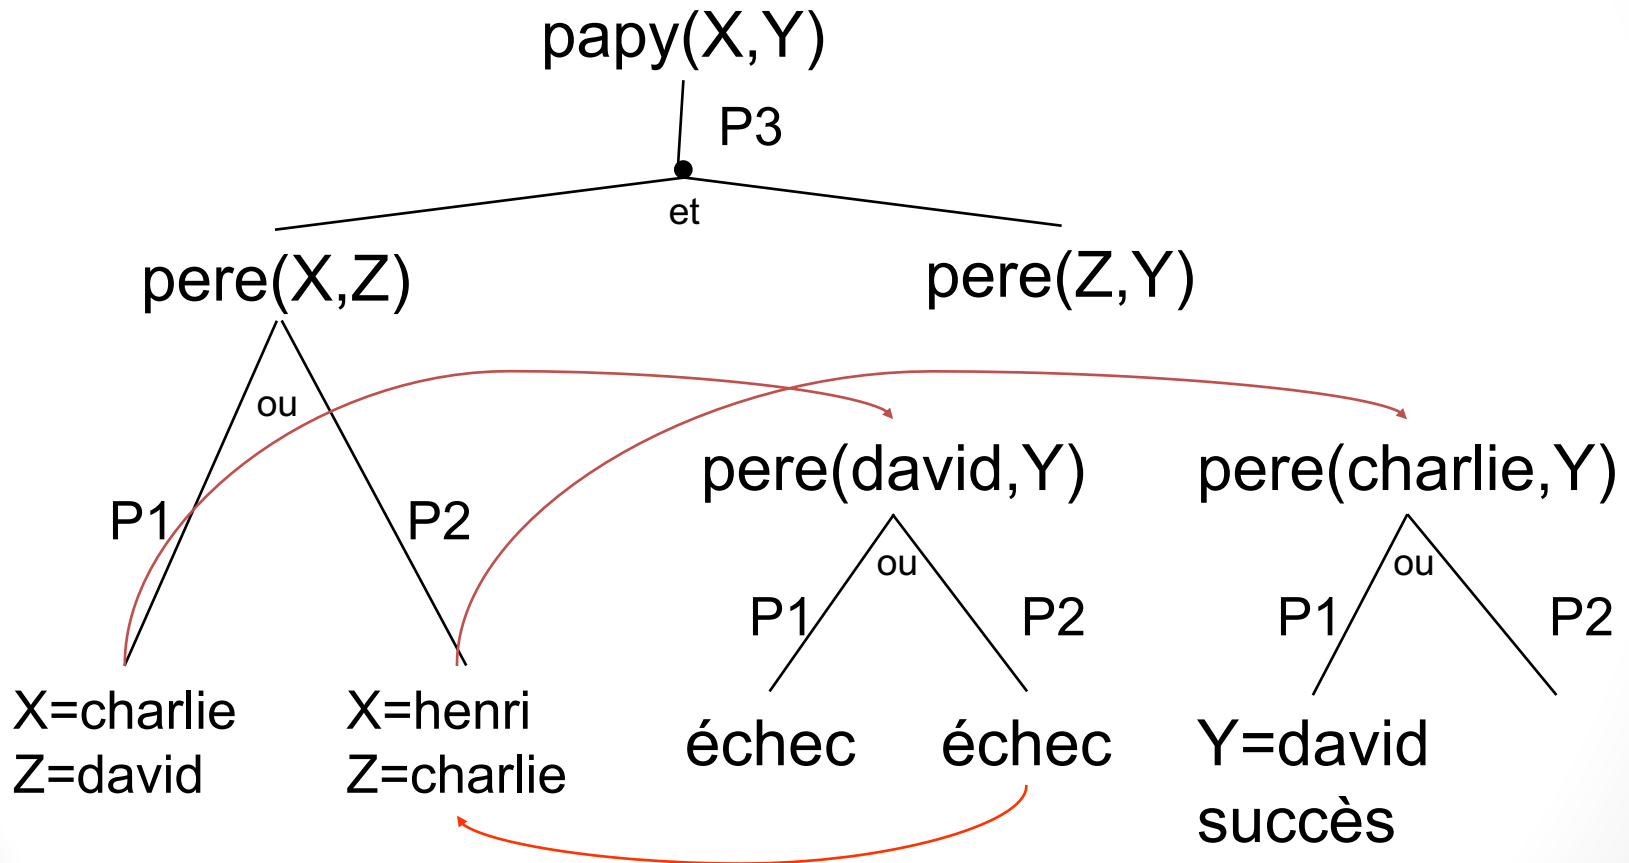 papy(X,Y)
P3
et
pere(X,Z)
pere(Z,Y)
ou
pere(david,Y)
pere(charlie,Y)
P1
P2
ou
ou
P1
P2
P1
P2
X=charlie
Z=david
X=henri
Z=charlie
échec
échec
Y=david
succès